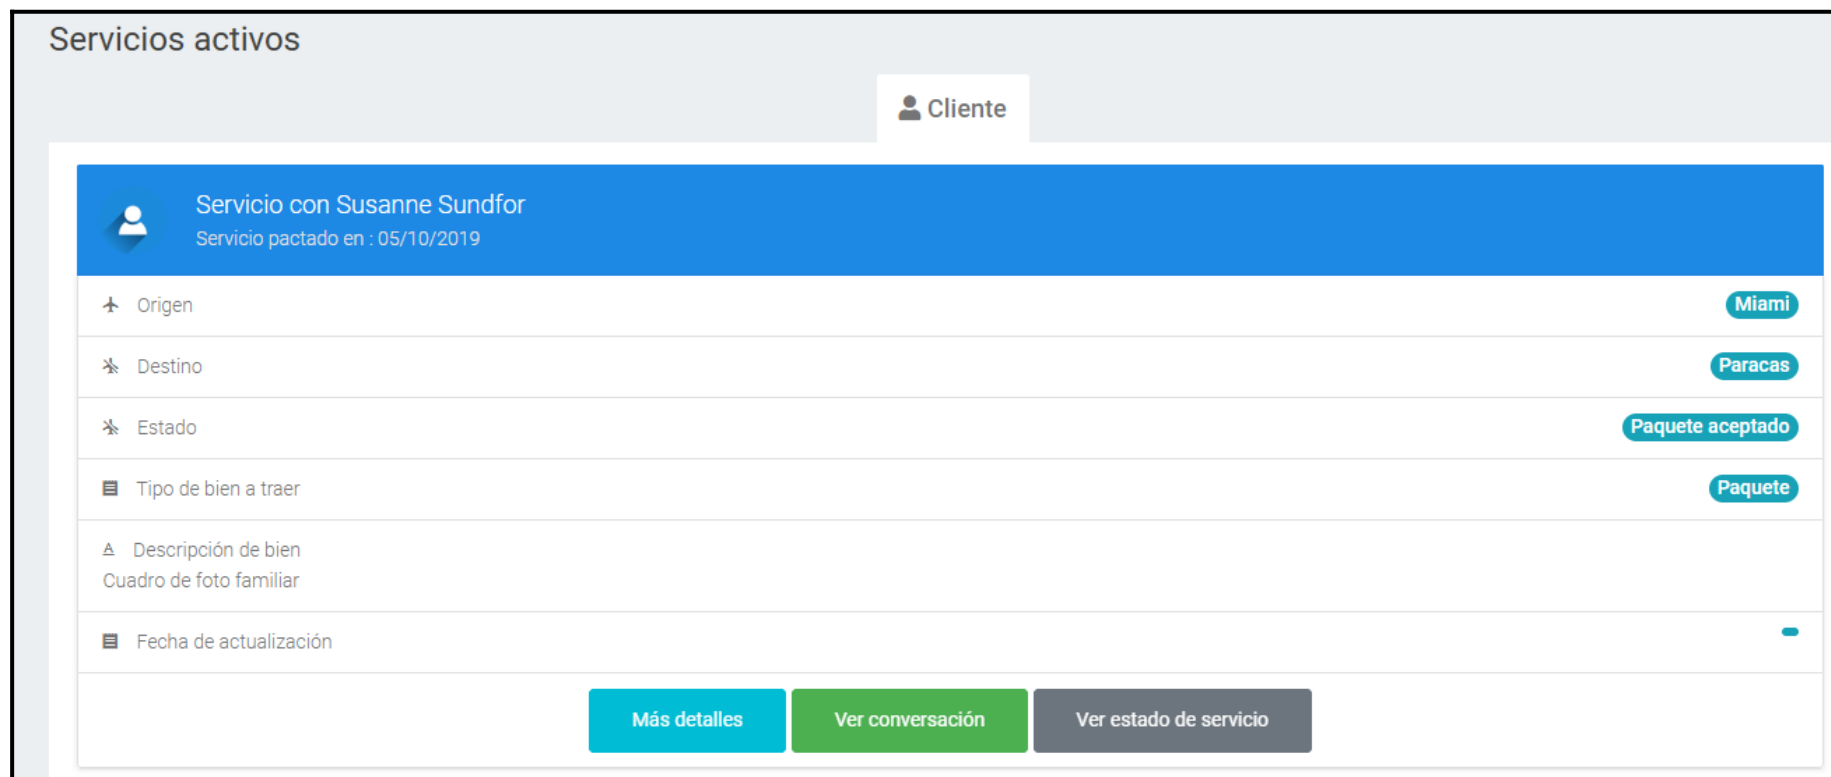 Servicios activos
Cliente
Servicio con Susanne Sundfor
Servicio pactado en : 05/10/2019
Origen Miami
Destino Paracas
Estado Paquete aceptado
Tipo de bien a traer Paquete
Descripción de bien
Cuadro de foto familiar
Fecha de actualización
Más detalles Ver conversación Ver estado de servicio